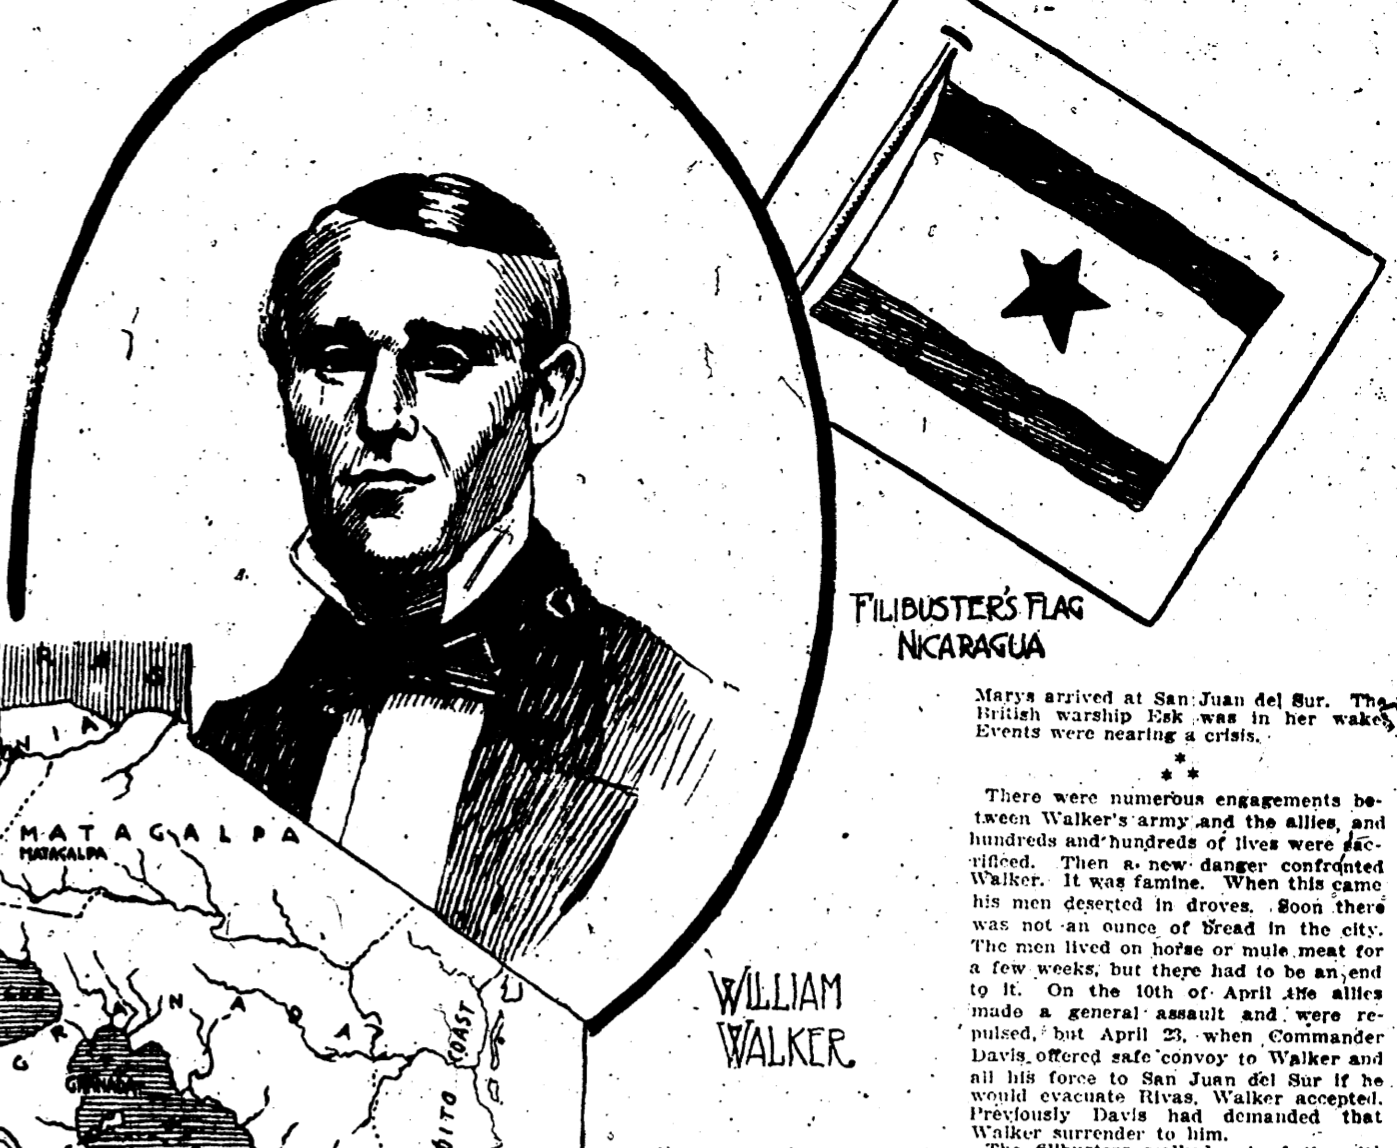 FILIBUSTER'S FLAG
NICARAGUA
WILLIAM
WALKER
MATAGALPA
MATAGALPA
GRANADA
GRANADA
COAST
Marys arrived at San Juan del Sur. The
British warship Esk was in her wake.
Events were nearing a crisis.
*
* *
There were numerous engagements be-
tween Walker's army and the allies, and
hundreds and hundreds of lives were sac-
rificed. Then a new danger confronted
Walker. It was famine. When this came
his men deserted in droves. Soon there
was not an ounce of bread in the city.
The men lived on horse or mule meat for
a few weeks, but there had to be an end
to it. On the 10th of April the allies
made a general assault and were re-
pulsed, but April 23, when Commander
Davis offered safe convoy to Walker and
all his force to San Juan del Sur if he
would evacuate Rivas, Walker accepted.
Previously Davis had demanded that
Walker surrender to him.